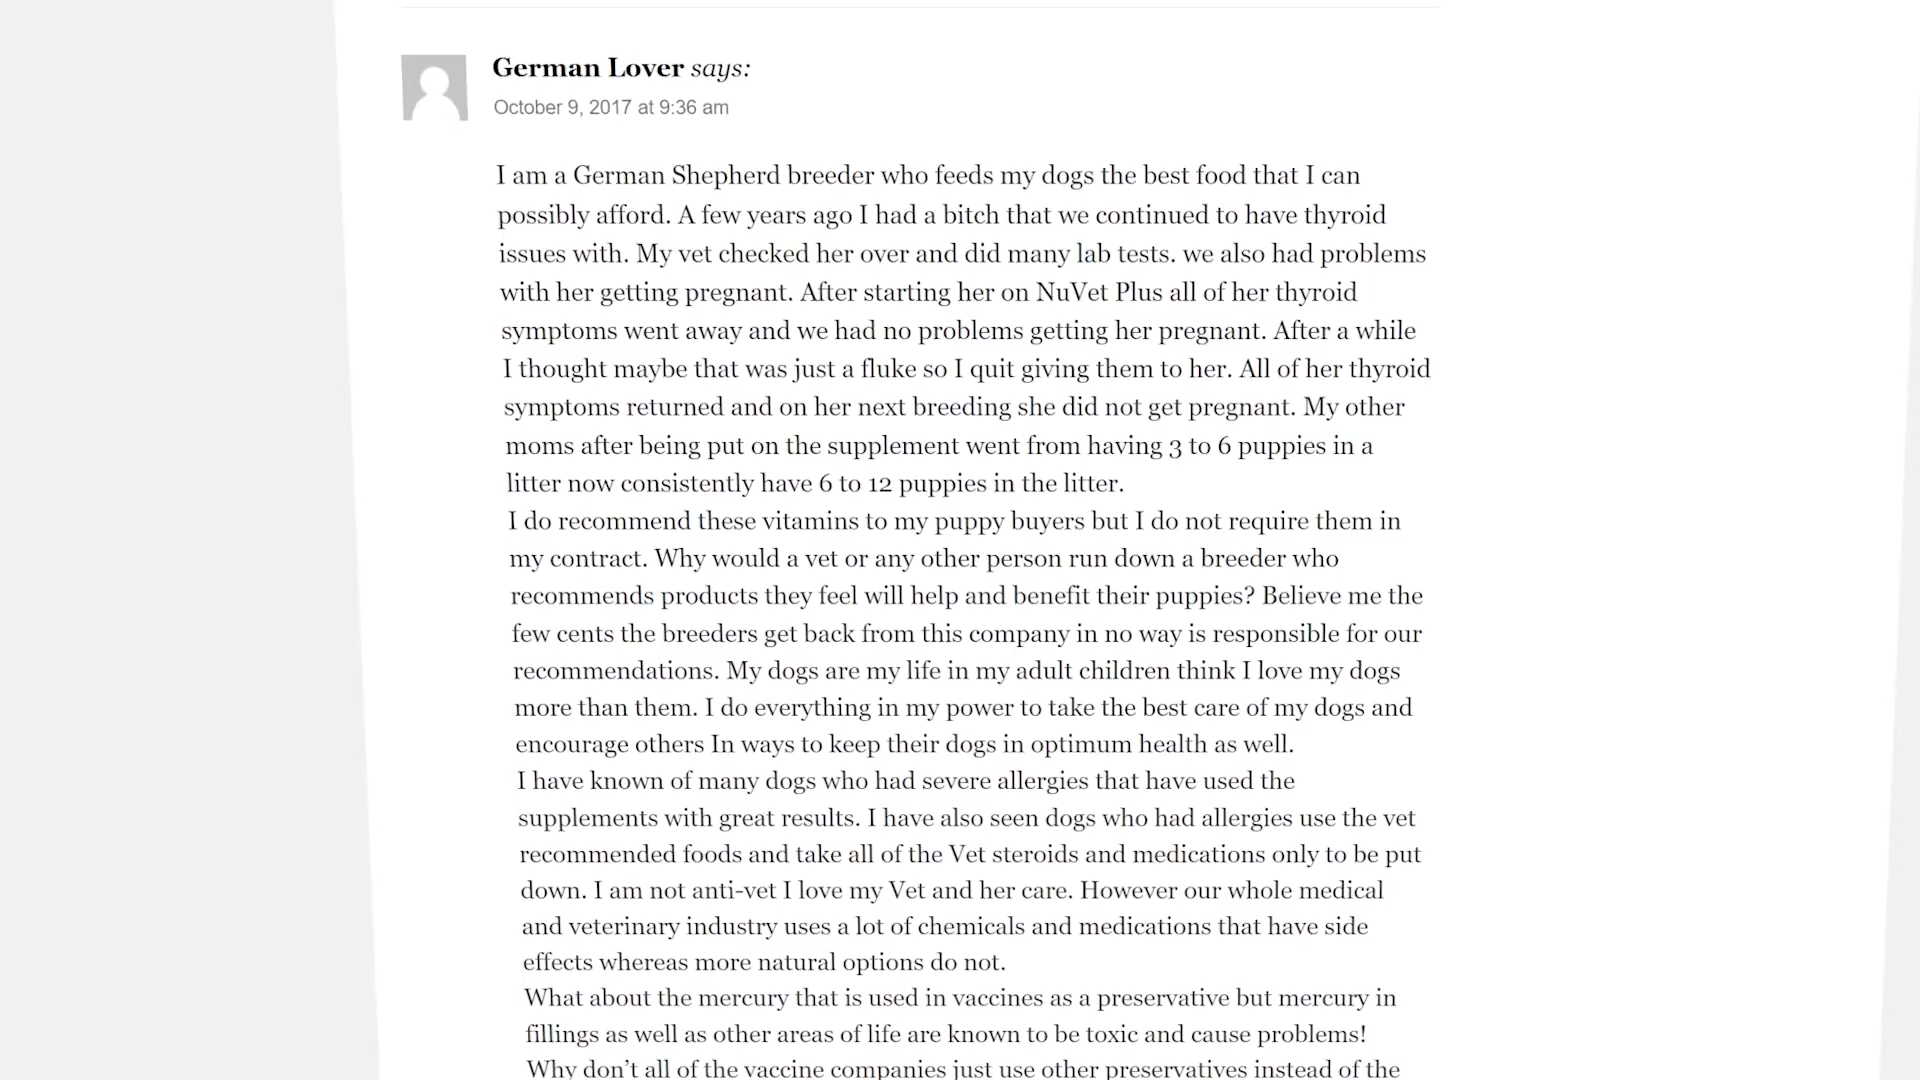 German Lover says:
October 9, 2017 at 9:36 am
I am a German Shepherd breeder who feeds my dogs the best food that I can
possibly afford. A few years ago I had a bitch that we continued to have thyroid
issues with. My vet checked her over and did many lab tests. we also had problems
with her getting pregnant. After starting her on NuVet Plus all of her thyroid
symptoms went away and we had no problems getting her pregnant. After a while
I thought maybe that was just a fluke so I quit giving them to her. All of her thyroid
symptoms returned and on her next breeding she did not get pregnant. My other
moms after being put on the supplement went from having 3 to 6 puppies in a
litter now consistently have 6 to 12 puppies in the litter.
I do recommend these vitamins to my puppy buyers but I do not require them in
my contract. Why would a vet or any other person run down a breeder who
recommends products they feel will help and benefit their puppies? Believe me the
few cents the breeders get back from this company in no way is responsible for our
recommendations. My dogs are my life in my adult children think I love my dogs
more than them. I do everything in my power to take the best care of my dogs and
encourage others In ways to keep their dogs in optimum health as well.
I have known of many dogs who had severe allergies that have used the
supplements with great results. I have also seen dogs who had allergies use the vet
recommended foods and take all of the Vet steroids and medications only to be put
down. I am not anti-vet I love my Vet and her care. However our whole medical
and veterinary industry uses a lot of chemicals and medications that have side
effects whereas more natural options do not.
What about the mercury that is used in vaccines as a preservative but mercury in
fillings as well as other areas of life are known to be toxic and cause problems!
Why don't all of the vaccine companies just use other preservatives instead of the